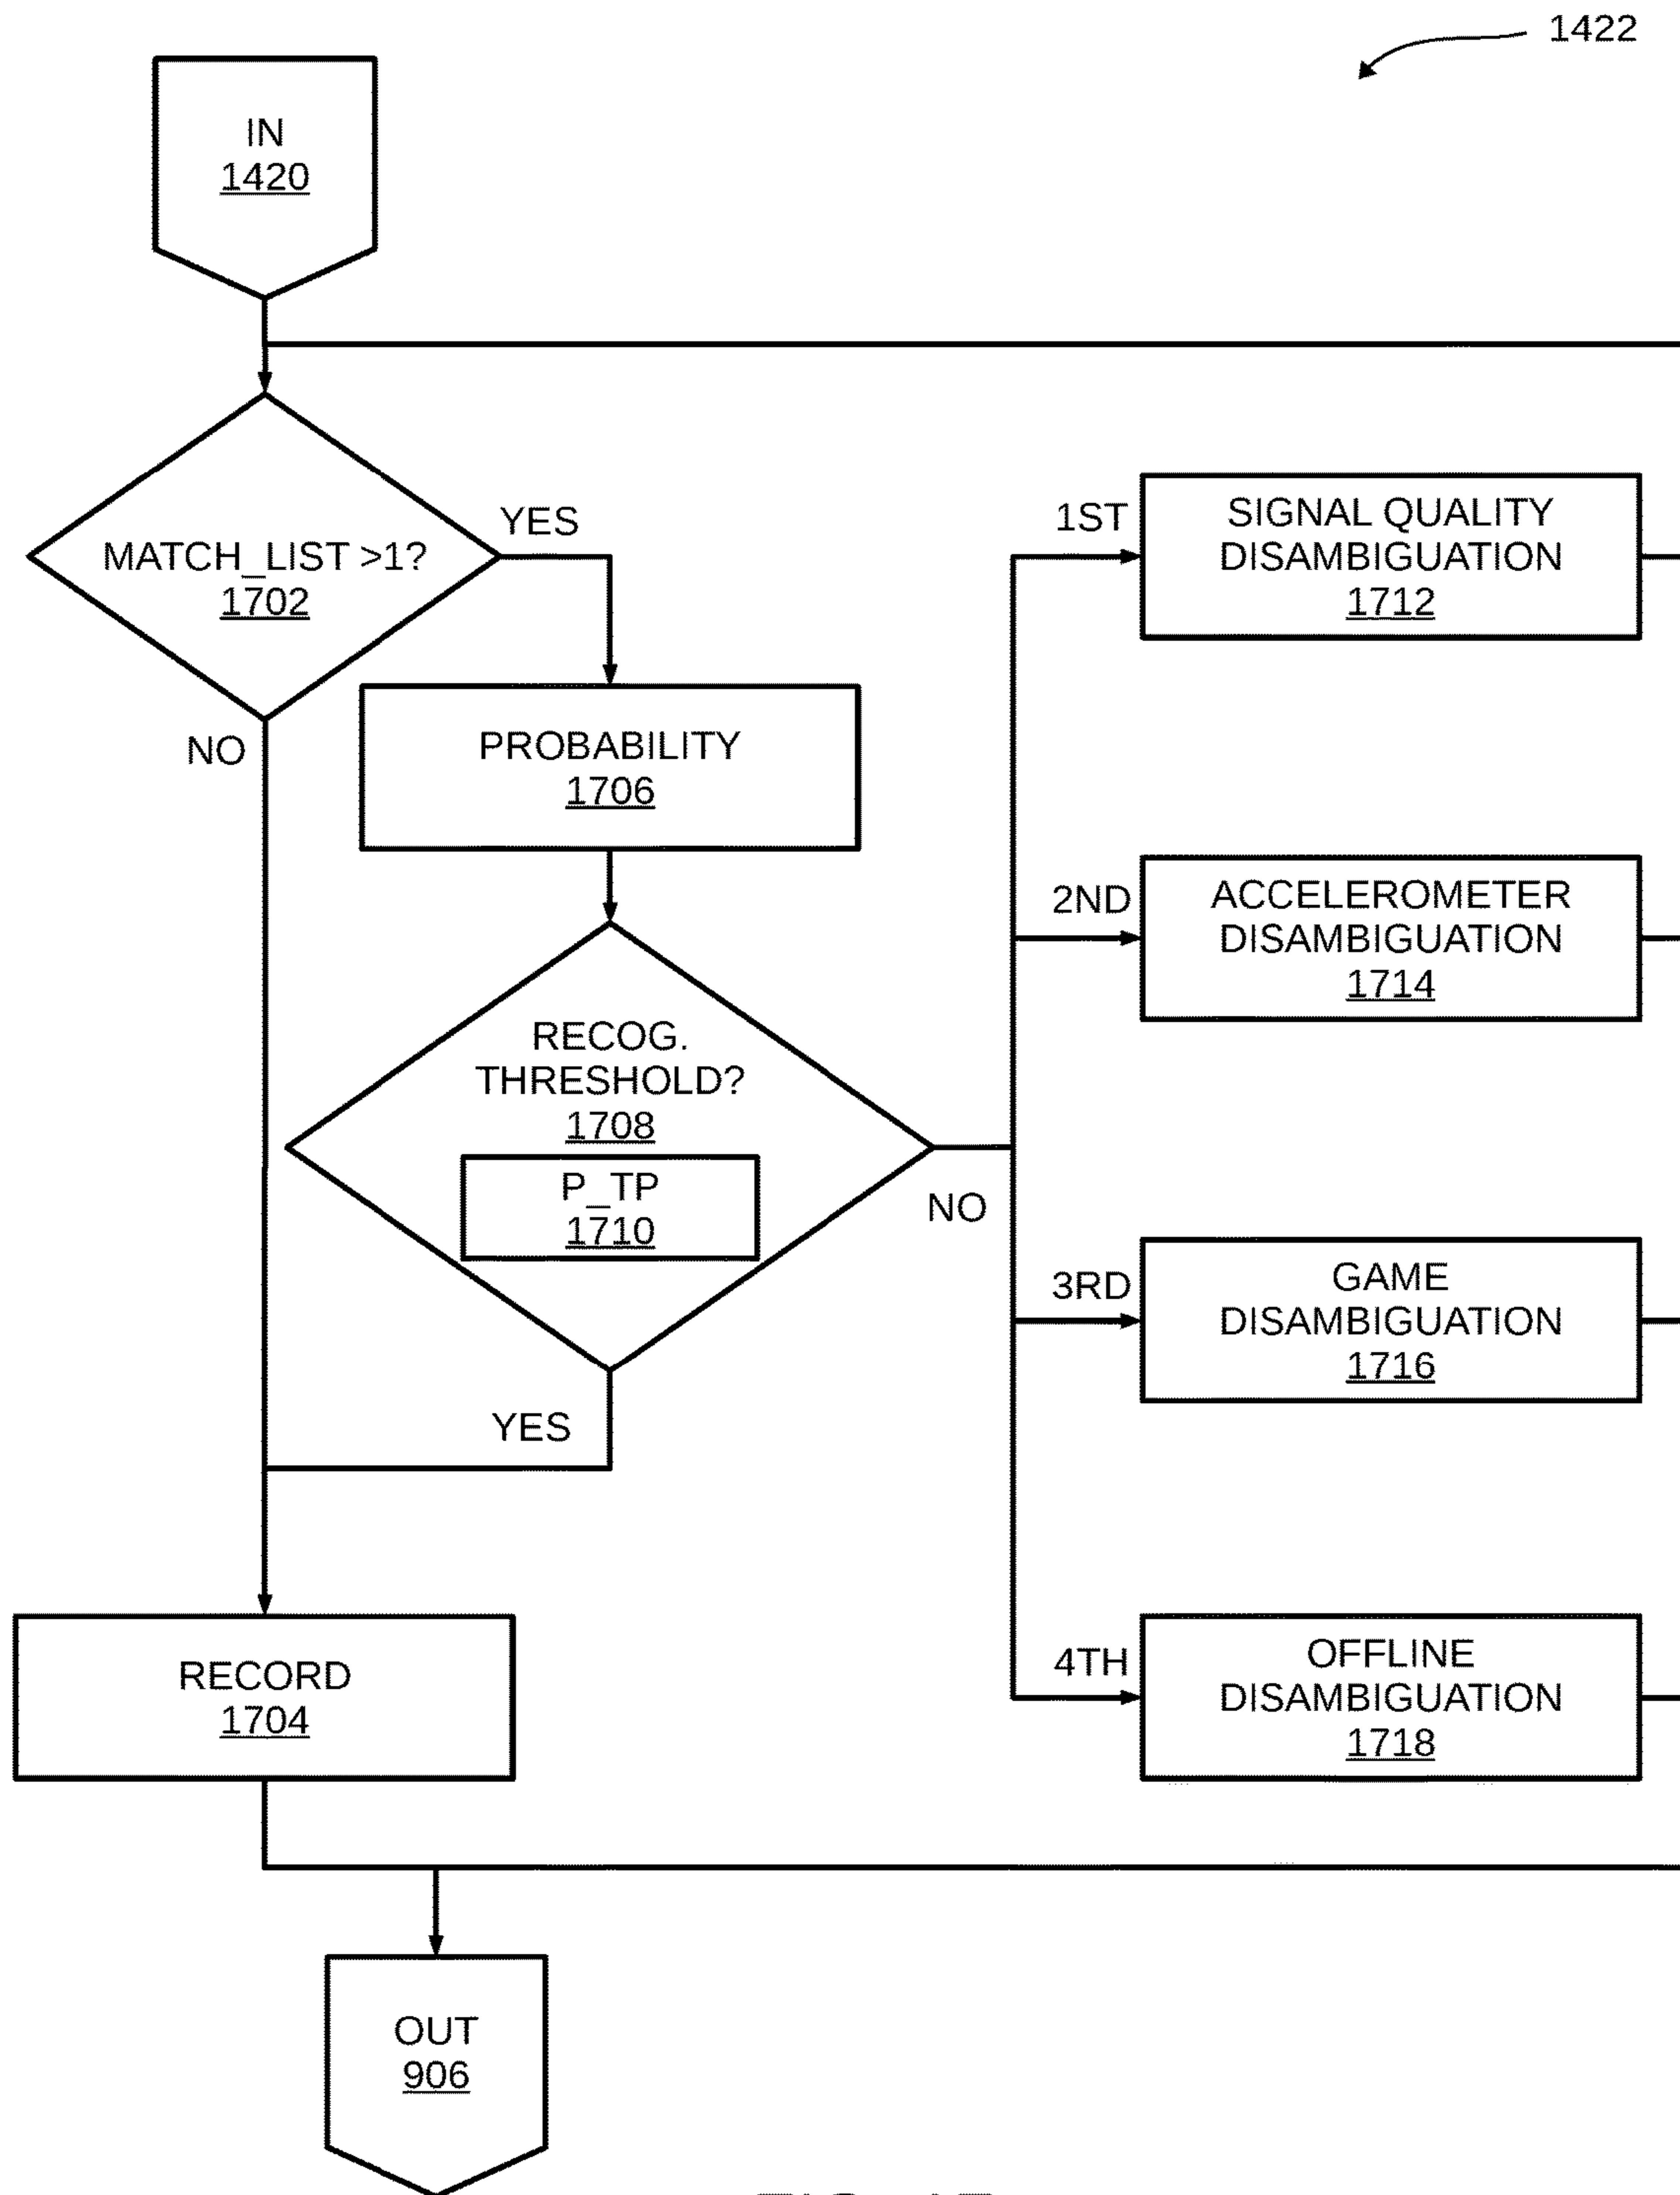 1422
IN
1420
MATCH_LIST >1?
1702
YES
NO
PROBABILITY
1706
RECOG.
THRESHOLD?
1708
P_TP
1710
NO
YES
1ST
SIGNAL QUALITY
DISAMBIGUATION
1712
2ND
ACCELEROMETER
DISAMBIGUATION
1714
3RD
GAME
DISAMBIGUATION
1716
4TH
OFFLINE
DISAMBIGUATION
1718
RECORD
1704
OUT
906